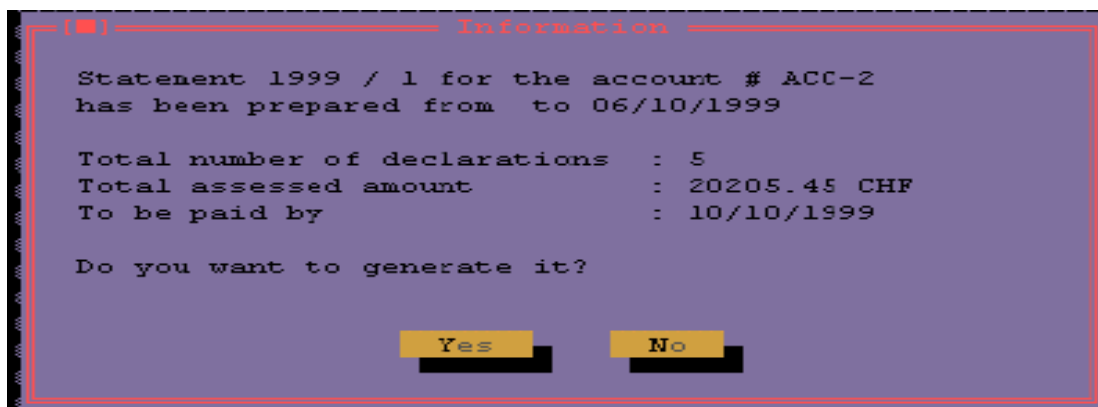 [■] Information
Statement 1999 / 1 for the account # ACC-2
has been prepared from  to 06/10/1999
Total number of declarations : 5
Total assessed amount : 20205.45 CHF
To be paid by : 10/10/1999
Do you want to generate it?
Yes No